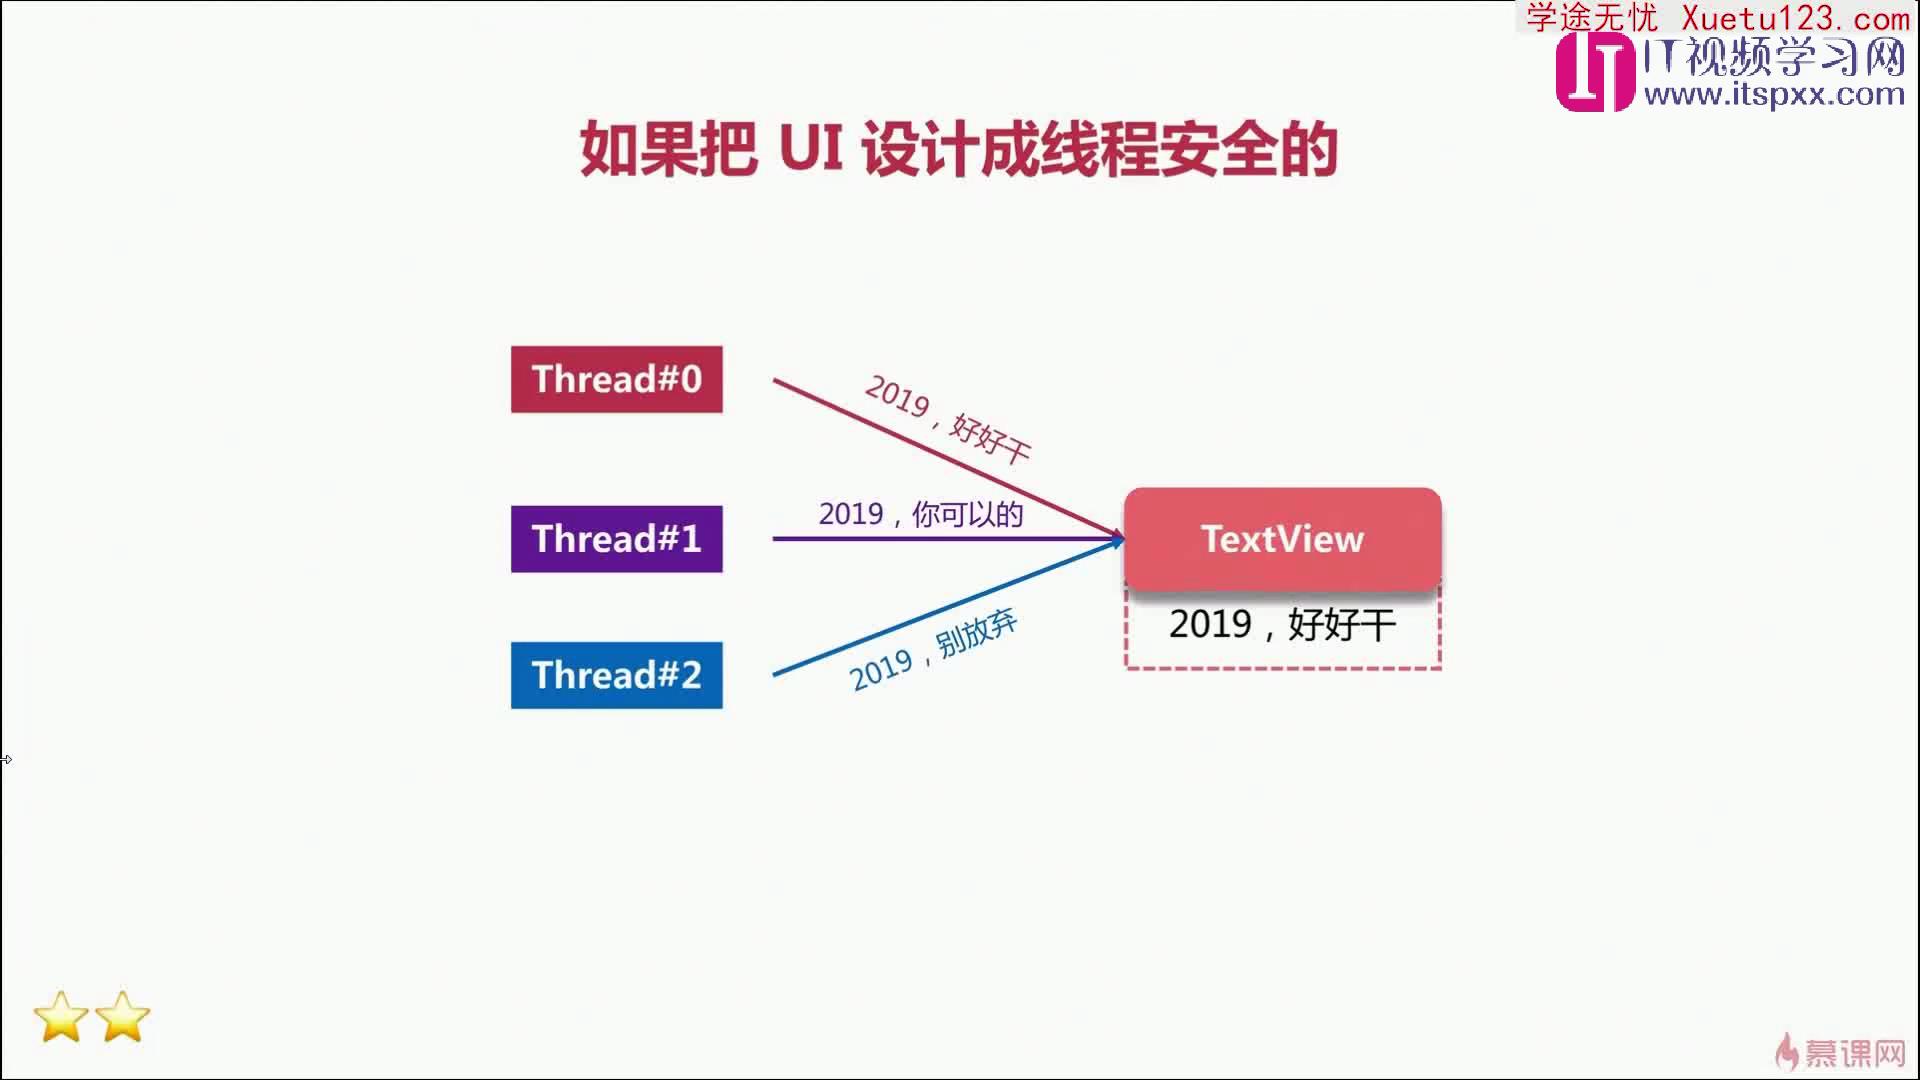 学途无忧 Xuetu123.com
IT视频学习网
www.itspxx.com
如果把 UI 设计成线程安全的
Thread#0
2019，好好干
Thread#1
2019，你可以的
TextView
2019，好好干
Thread#2
2019，别放弃
慕课网